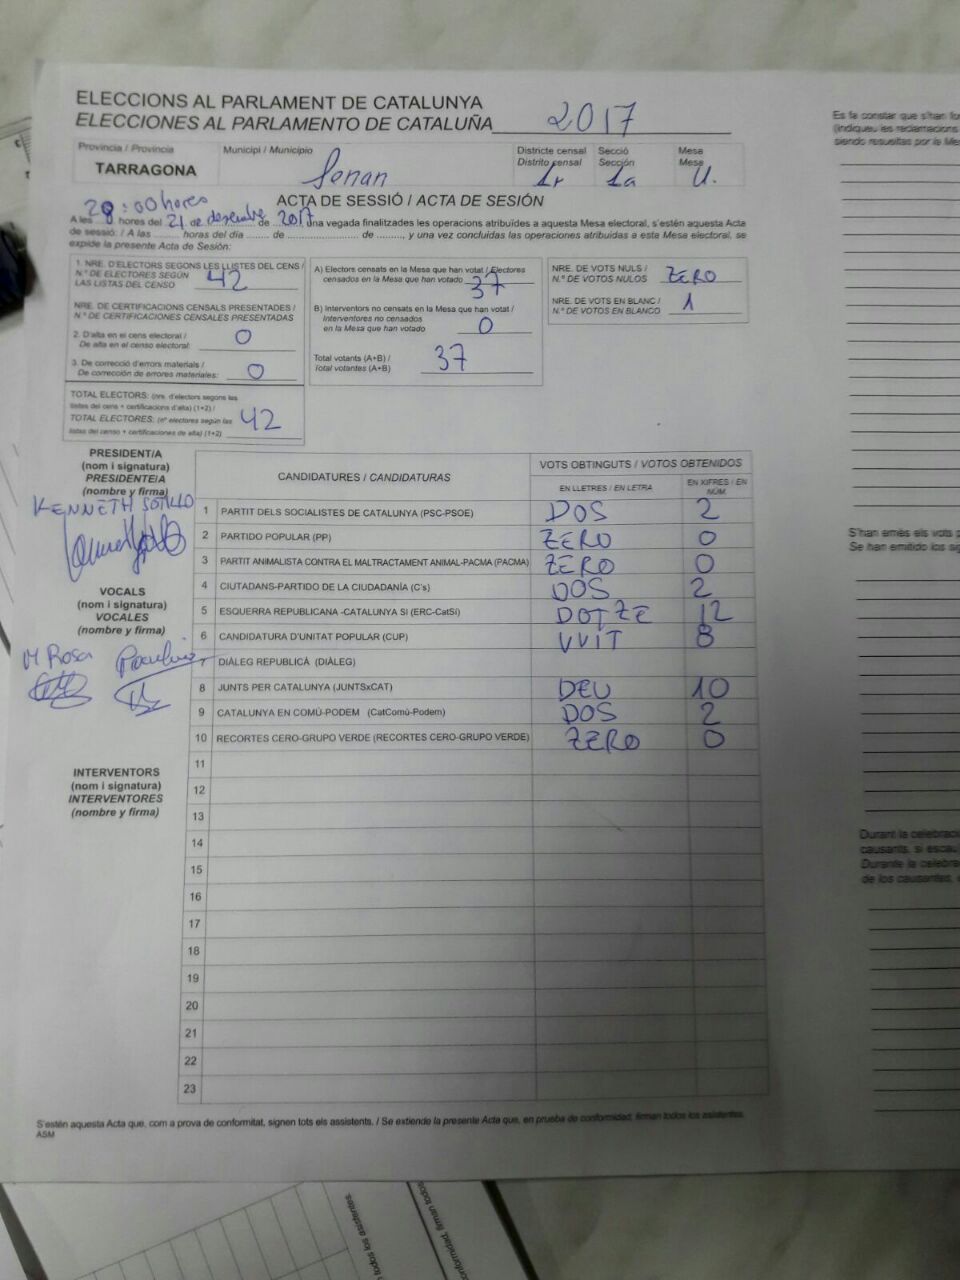 ELECCIONS AL PARLAMENT DE CATALUNYA
ELECCIONES AL PARLAMENTO DE CATALUÑA 2017
Provincia / Provincia
TARRAGONA
Municipi / Municipio
Senan
Districte censal
Distrito censal
1r
Secció
Sección
1a
Mesa
Mesa
U.
ACTA DE SESSIÓ / ACTA DE SESIÓN
20:00 hores
A les hores del 21 de desembre de 2017, una vegada finalitzades les operacions atribuïdes a aquesta Mesa electoral, s'estén aquesta Acta
de sessió: / A las ........ horas del día ........ de ........ de ........, y una vez concluidas las operaciones atribuidas a este Mesa electoral, se
expide la presente Acta de Sesión:
1. NRE. D'ELECTORS SEGONS LES LLISTES DEL CENS /
N.º DE ELECTORES SEGÚN
LAS LISTAS DEL CENSO 42
NRE. DE CERTIFICACIONS CENSALS PRESENTADES /
N.º DE CERTIFICACIONES CENSALES PRESENTADAS
2. D'alta en el cens electoral /
De alta en el censo electoral: 0
3. De correcció d'errors materials /
De corrección de errores materiales: 0
TOTAL ELECTORS: (nre. d'electors segons les
llistes del cens + certificacions d'alta) (1+2) /
TOTAL ELECTORES: (nº electores según las
listas del censo + certificaciones de alta) (1+2) 42
A) Electors censats en la Mesa que han votat / Electores
censados en la Mesa que han votado 37
B) Interventors no censats en la Mesa que han votat /
Interventores no censados
en la Mesa que han votado 0
Total votants (A+B) /
Total votantes (A+B) 37
NRE. DE VOTS NULS /
N.º DE VOTOS NULOS ZERO
NRE. DE VOTS EN BLANC /
N.º DE VOTOS EN BLANCO 1
PRESIDENT/A
(nom i signatura)
PRESIDENTE/A
(nombre y firma)
KENNETH SOTILLO
VOCALS
(nom i signatura)
VOCALES
(nombre y firma)
M Rosa
INTERVENTORS
(nom i signatura)
INTERVENTORES
(nombre y firma)
CANDIDATURES / CANDIDATURAS
VOTS OBTINGUTS / VOTOS OBTENIDOS
EN LLETRES / EN LETRA
EN XIFRES / EN NÚM.
1 PARTIT DELS SOCIALISTES DE CATALUNYA (PSC-PSOE) DOS 2
2 PARTIDO POPULAR (PP) ZERO 0
3 PARTIT ANIMALISTA CONTRA EL MALTRACTAMENT ANIMAL-PACMA (PACMA) ZERO 0
4 CIUTADANS-PARTIDO DE LA CIUDADANÍA (C's) DOS 2
5 ESQUERRA REPUBLICANA -CATALUNYA SI (ERC-CatSí) DOTZE 12
6 CANDIDATURA D'UNITAT POPULAR (CUP) VVIT 8
7 DIÀLEG REPUBLICÀ (DIÀLEG)
8 JUNTS PER CATALUNYA (JUNTSxCAT) DEU 10
9 CATALUNYA EN COMÚ-PODEM (CatComú-Podem) DOS 2
10 RECORTES CERO-GRUPO VERDE (RECORTES CERO-GRUPO VERDE) ZERO 0
11
12
13
14
15
16
17
18
19
20
21
22
23
S'estén aquesta Acta que, com a prova de conformitat, signen tots els assistents. / Se extiende la presente Acta que, en prueba de conformidad, firman todos los asistentes.
ASM
Es fa constar que s'han
(indiqueu les reclamacions
siendo resueltas por la
S'han emès els vots
Se han emitido los
Durant la
causants, si escau
Durante la
de los causantes,